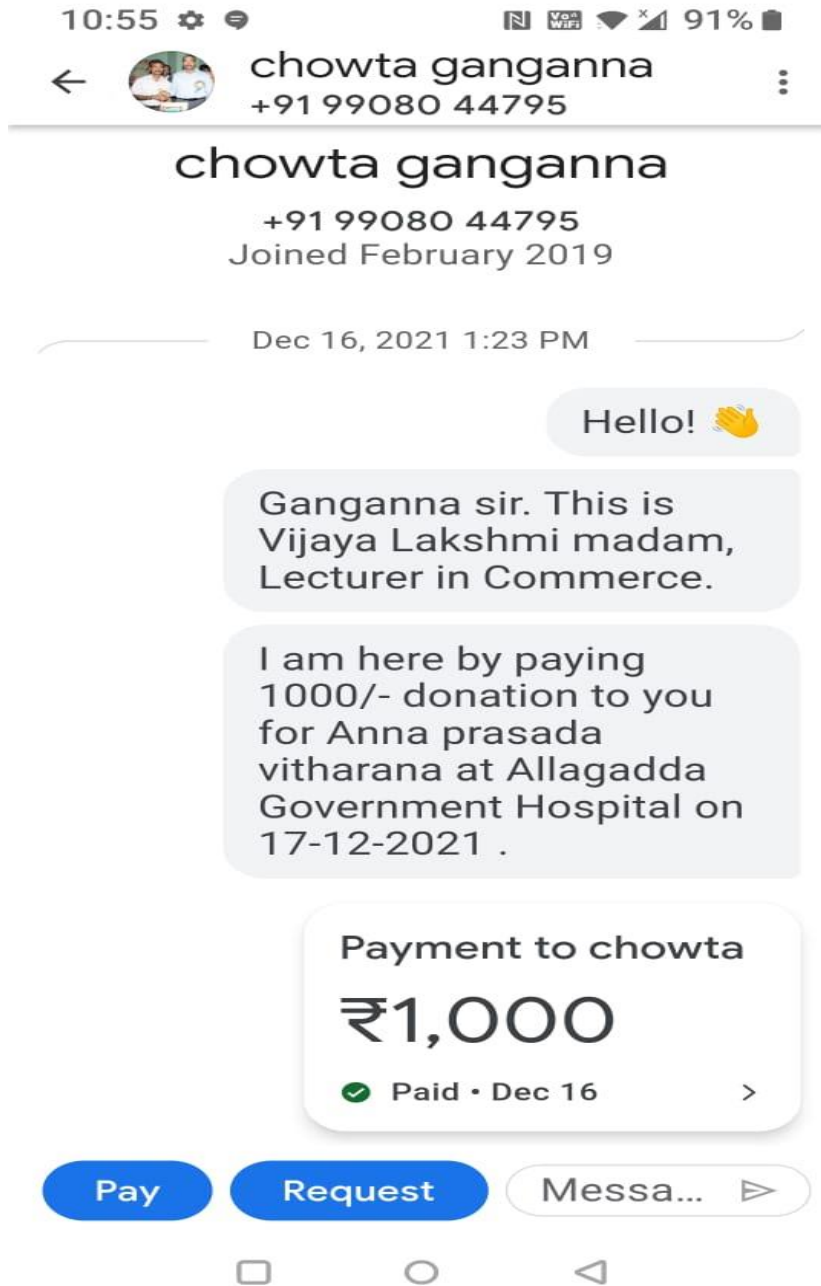 10:55
Vo))
WiFi
91%
chowta ganganna
+91 99080 44795
chowta ganganna
+91 99080 44795
Joined February 2019
Dec 16, 2021 1:23 PM
Hello! 👋
Ganganna sir. This is
Vijaya Lakshmi madam,
Lecturer in Commerce.
I am here by paying
1000/- donation to you
for Anna prasada
vitharana at Allagadda
Government Hospital on
17-12-2021 .
Payment to chowta
₹1,000
Paid • Dec 16
Pay
Request
Messa...